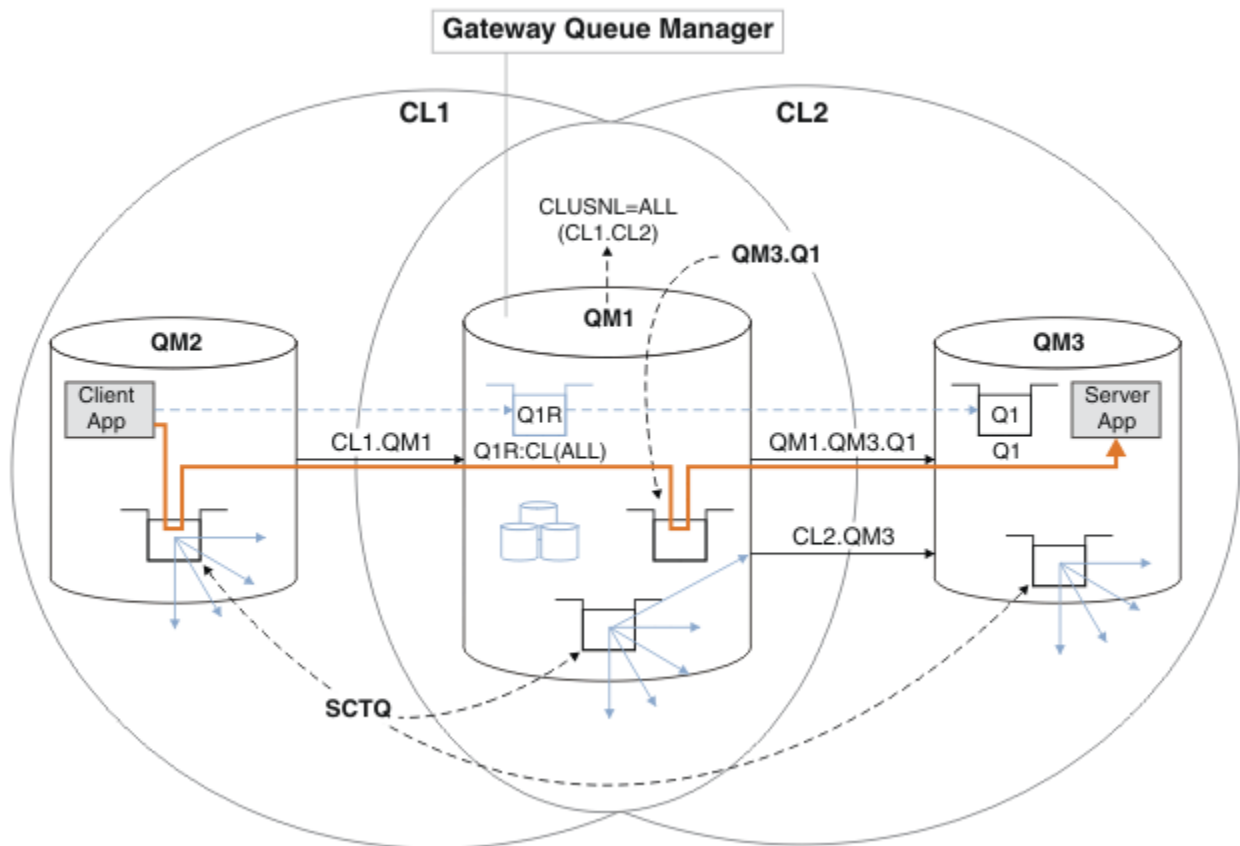 Gateway Queue Manager
CL1
CL2
CLUSNL=ALL
(CL1.CL2)
QM3.Q1
QM2
QM1
QM3
Client
App
Q1R
Q1
Server
App
CL1.QM1
Q1R:CL(ALL)
QM1.QM3.Q1
Q1
CL2.QM3
SCTQ